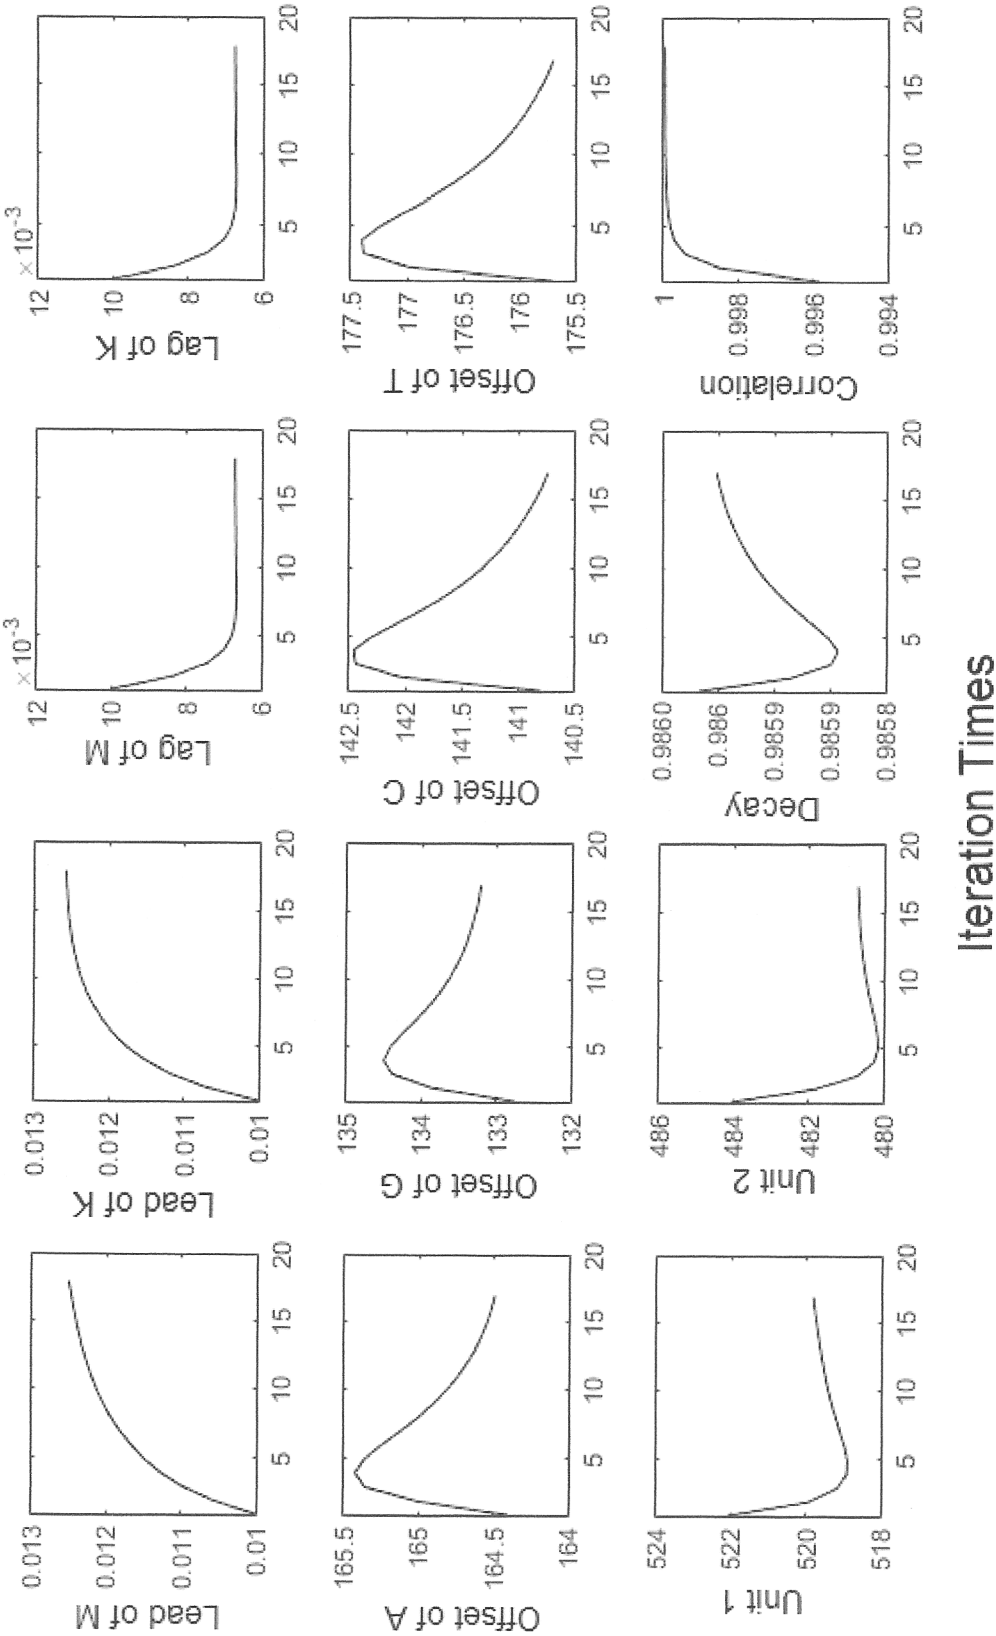 Lead of M
0.013
0.012
0.011
0.01
5 10 15 20
Lead of K
0.013
0.012
0.011
0.01
5 10 15 20
Lag of M
×10⁻³
12
10
8
6
5 10 15 20
Lag of K
×10⁻³
12
10
8
6
5 10 15 20
Offset of A
165.5
165
164.5
164
5 10 15 20
Offset of G
135
134
133
132
5 10 15 20
Offset of C
142.5
142
141.5
141
140.5
5 10 15 20
Offset of T
177.5
177
176.5
176
175.5
5 10 15 20
Unit 1
524
522
520
518
5 10 15 20
Unit 2
486
484
482
480
5 10 15 20
Decay
0.9860
0.986
0.9859
0.9859
0.9858
5 10 15 20
Correlation
1
0.998
0.996
0.994
5 10 15 20
Iteration Times